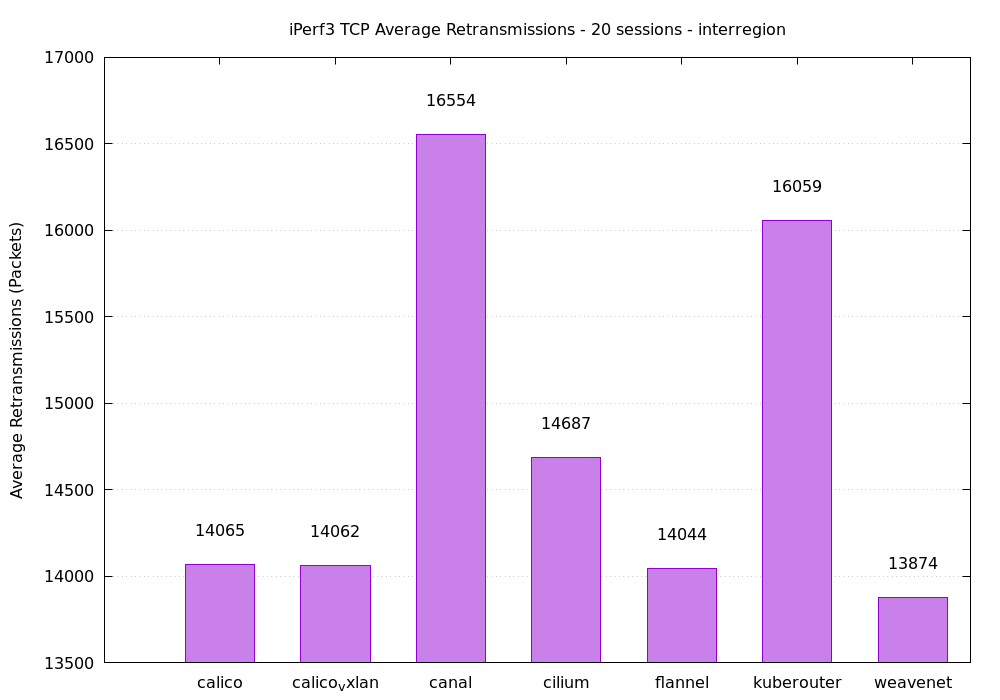 iPerf3 TCP Average Retransmissions - 20 sessions - interregion
17000
16500
16000
15500
15000
14500
14000
13500
Average Retransmissions (Packets)
14065
14062
16554
14687
14044
16059
13874
calico
calicovxlan
canal
cilium
flannel
kuberouter
weavenet